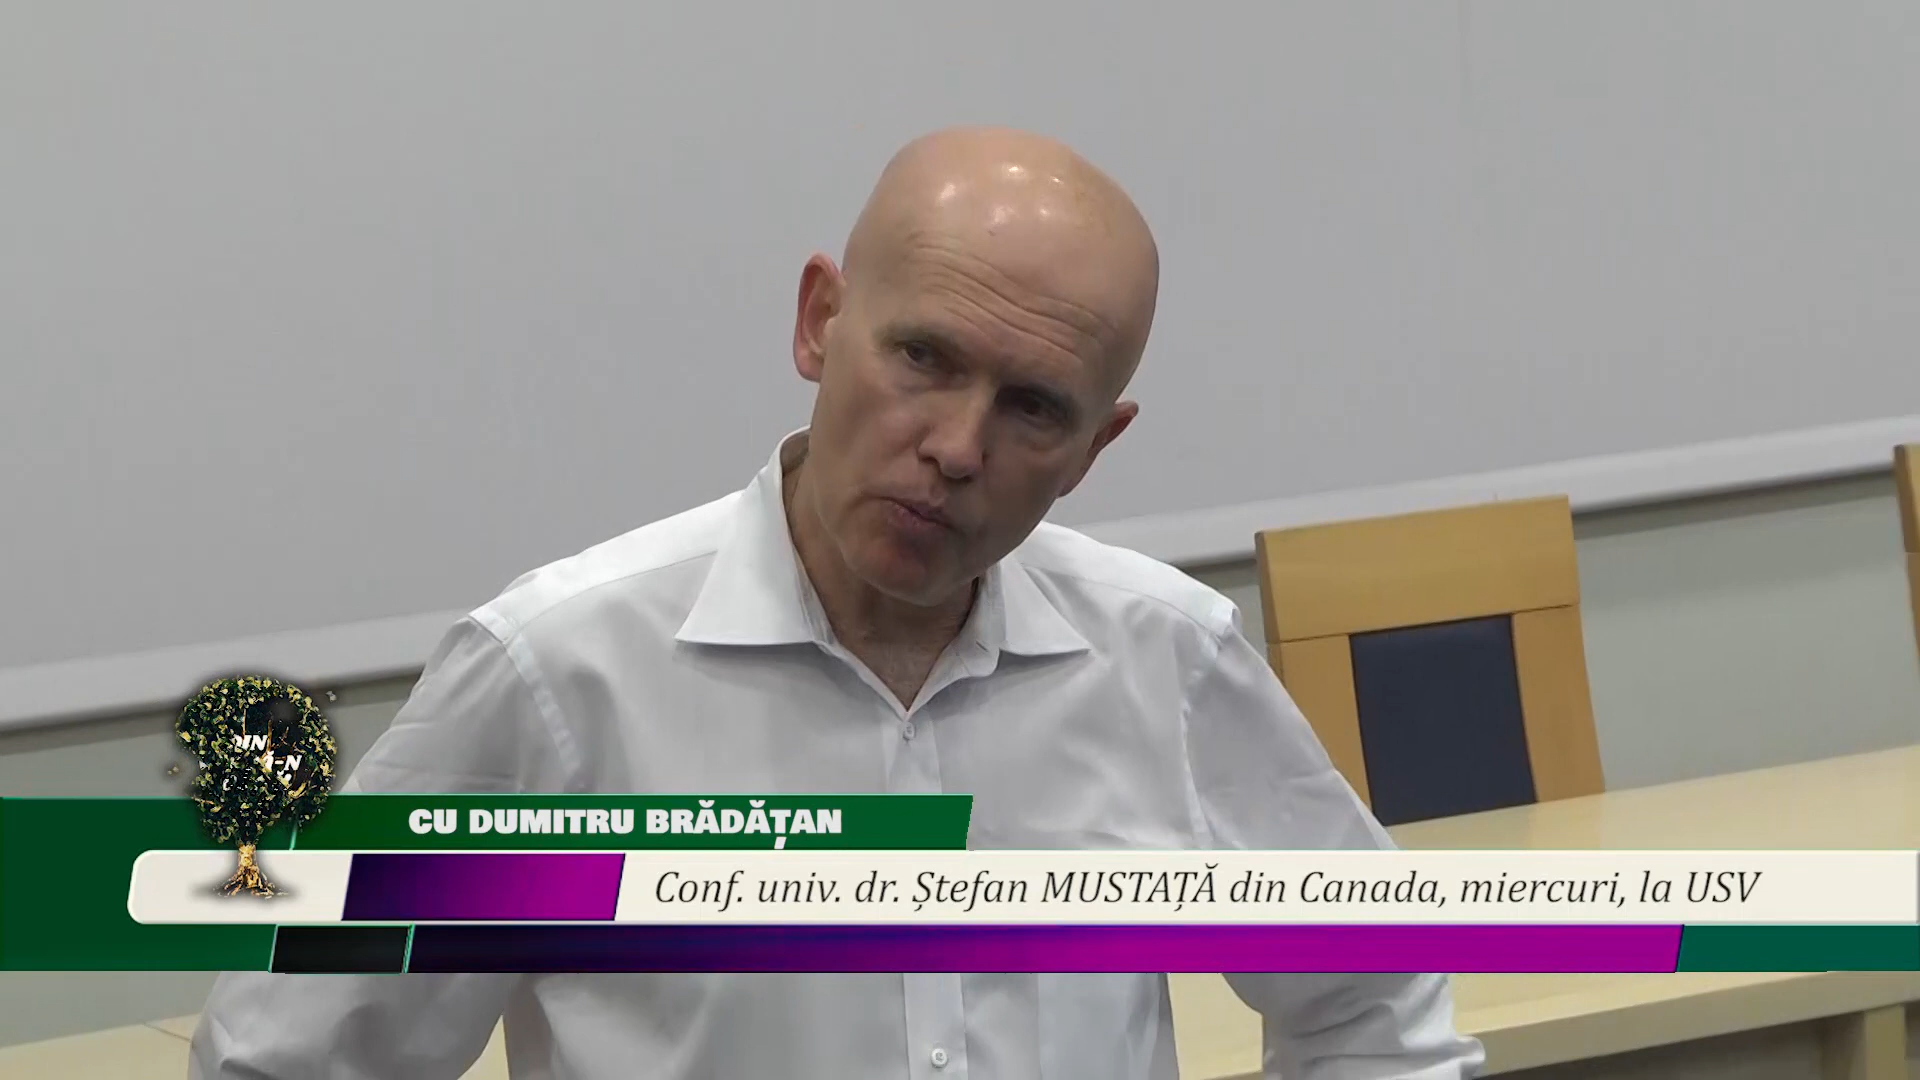 CU DUMITRU BRĂDĂȚAN
Conf. univ. dr. Ștefan MUSTAȚĂ din Canada, miercuri, la USV